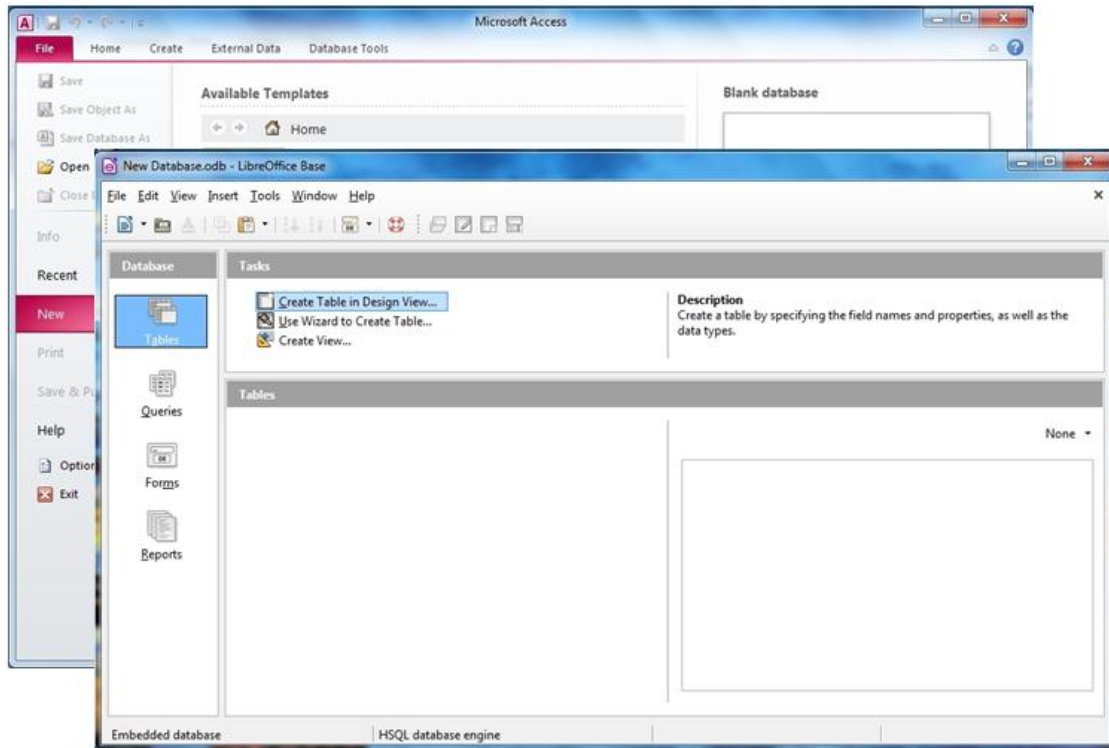 Microsoft Access
File Home Create External Data Database Tools
Save
Save Object As
Save Database As
Open
Close
Info
Recent
New
Print
Save &
Help
Exit
Available Templates
Home
Blank database
New Database.odb - LibreOffice Base
File Edit View Insert Tools Window Help
Database
Tables
Queries
Forms
Reports
Tasks
Create Table in Design View...
Use Wizard to Create Table...
Create View...
Description
Create a table by specifying the field names and properties, as well as the
data types.
Tables
None
Embedded database HSQL database engine